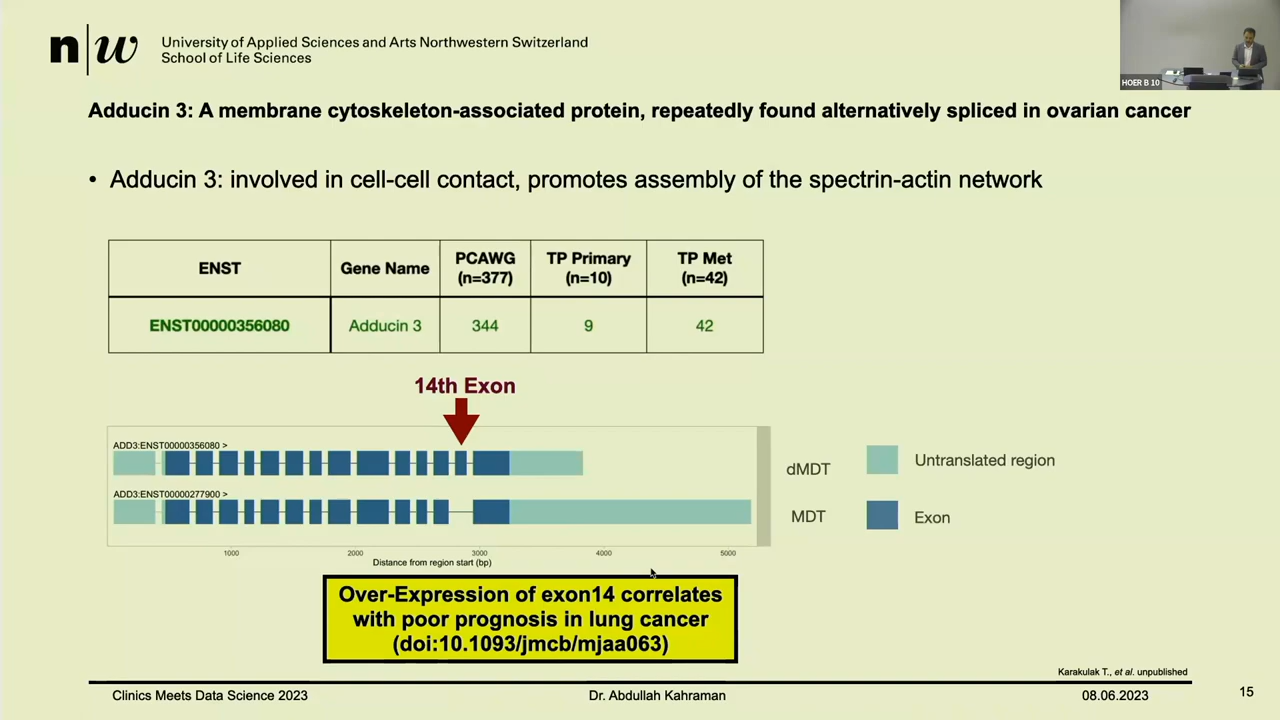 n|w
University of Applied Sciences and Arts Northwestern Switzerland
School of Life Sciences
HOER B 10
Adducin 3: A membrane cytoskeleton-associated protein, repeatedly found alternatively spliced in ovarian cancer
• Adducin 3: involved in cell-cell contact, promotes assembly of the spectrin-actin network
ENST Gene Name PCAWG (n=377) TP Primary (n=10) TP Met (n=42)
ENST00000356080 Adducin 3 344 9 42
14th Exon
ADD3:ENST00000356080 >
dMDT
Untranslated region
ADD3:ENST00000277900 >
MDT
Exon
1000 2000 3000 4000 5000
Distance from region start (bp)
Over-Expression of exon14 correlates
with poor prognosis in lung cancer
(doi:10.1093/jmcb/mjaa063)
Karakulak T., et al. unpublished
Clinics Meets Data Science 2023 Dr. Abdullah Kahraman 08.06.2023 15